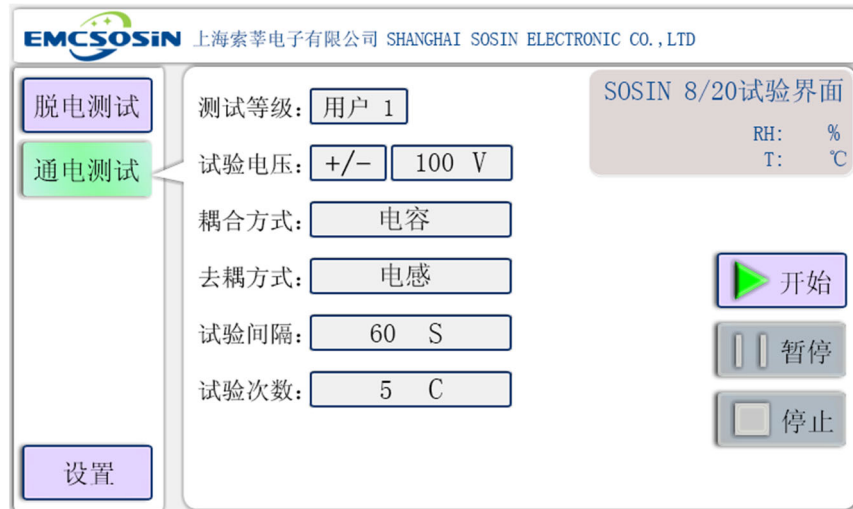 EMCSOSiN 上海索莘电子有限公司 SHANGHAI SOSIN ELECTRONIC CO.,LTD
脱电测试
通电测试
设置
测试等级: 用户 1
试验电压: +/- 100 V
耦合方式: 电容
去耦方式: 电感
试验间隔: 60 S
试验次数: 5 C
SOSIN 8/20试验界面
RH: %
T: ℃
开始
暂停
停止